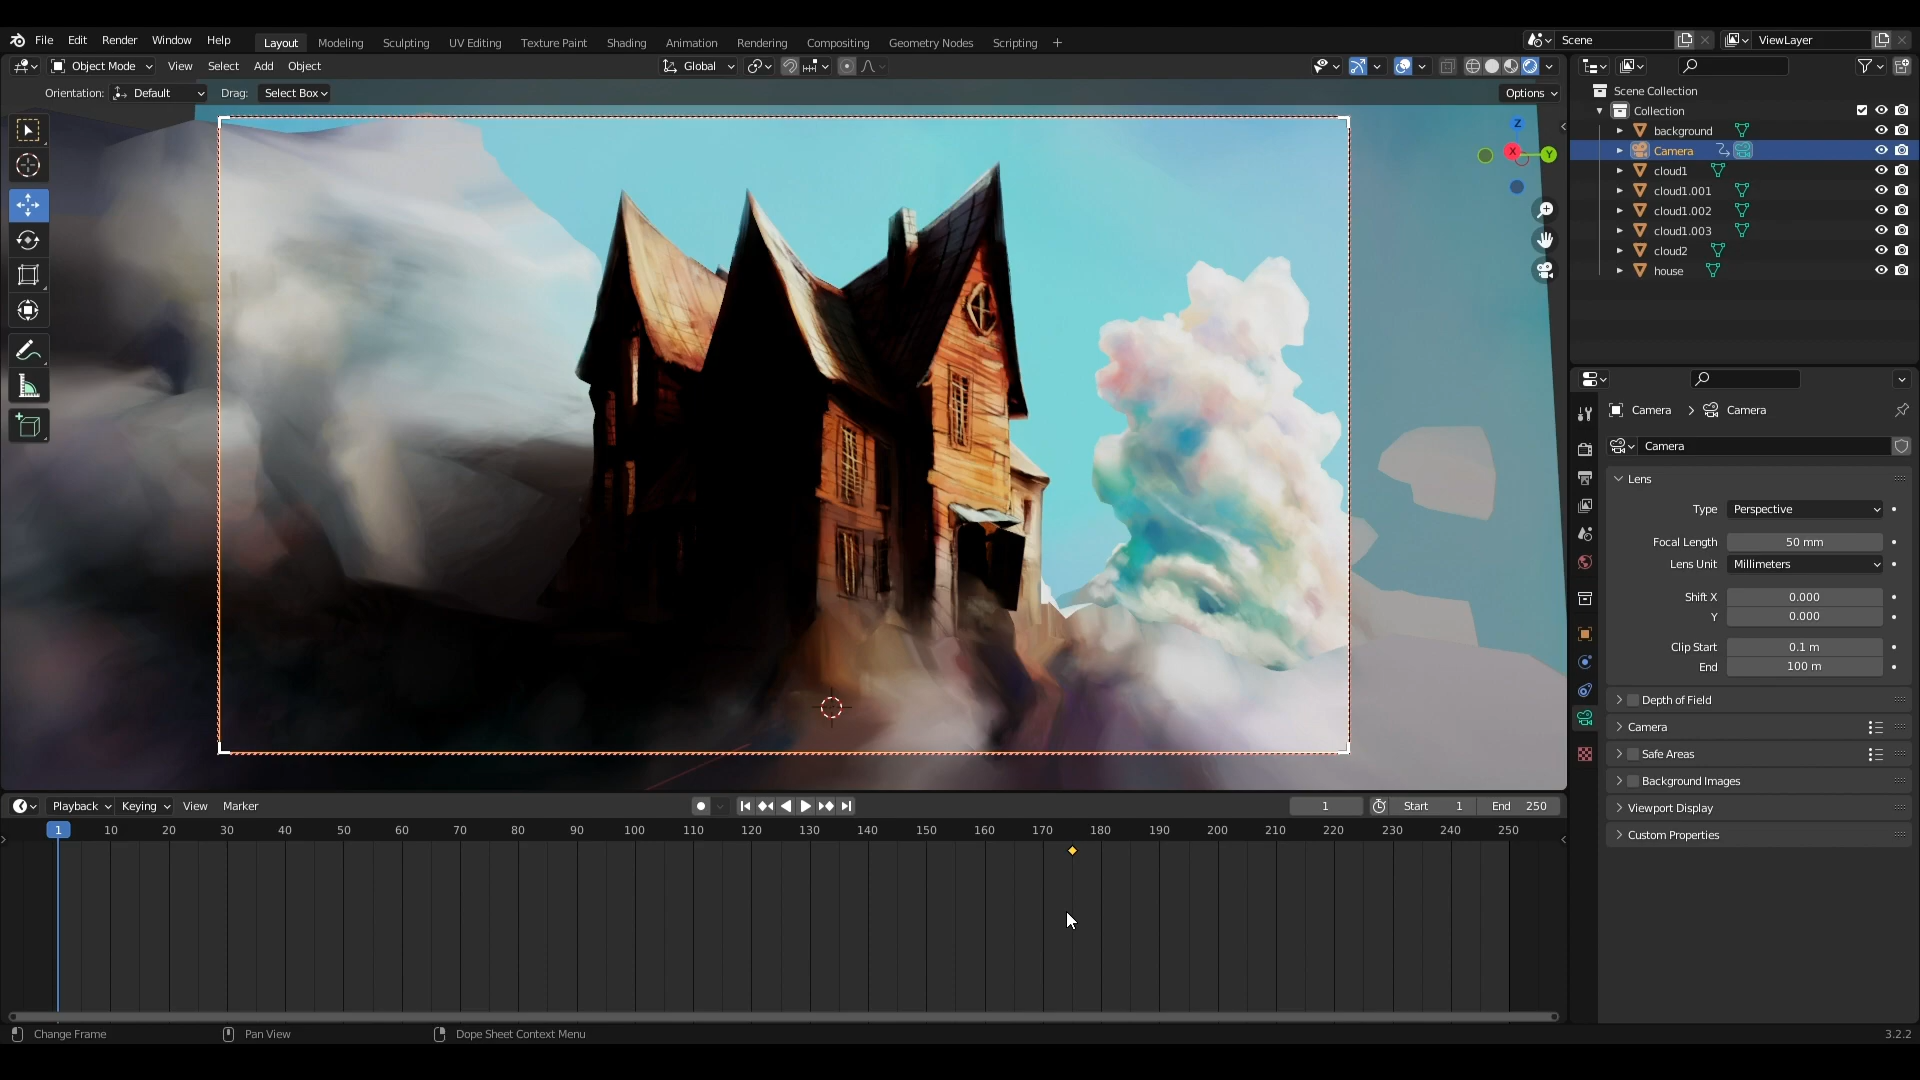 File Edit Render Window Help Layout Modeling Sculpting UV Editing Texture Paint Shading Animation Rendering Compositing Geometry Nodes Scripting + Scene ViewLayer
Object Mode View Select Add Object Global
Orientation: Default Drag: Select Box Options
Z
X
Y
Scene Collection
Collection
background
Camera
cloud1
cloud1.001
cloud1.002
cloud1.003
cloud2
house
Camera > Camera
Camera
Lens
Type Perspective
Focal Length 50 mm
Lens Unit Millimeters
Shift X 0.000
Y 0.000
Clip Start 0.1 m
End 100 m
Depth of Field
Camera
Safe Areas
Background Images
Viewport Display
Custom Properties
Playback Keying View Marker 1 Start 1 End 250
1 10 20 30 40 50 60 70 80 90 100 110 120 130 140 150 160 170 180 190 200 210 220 230 240 250
Change Frame Pan View Dope Sheet Context Menu 3.2.2